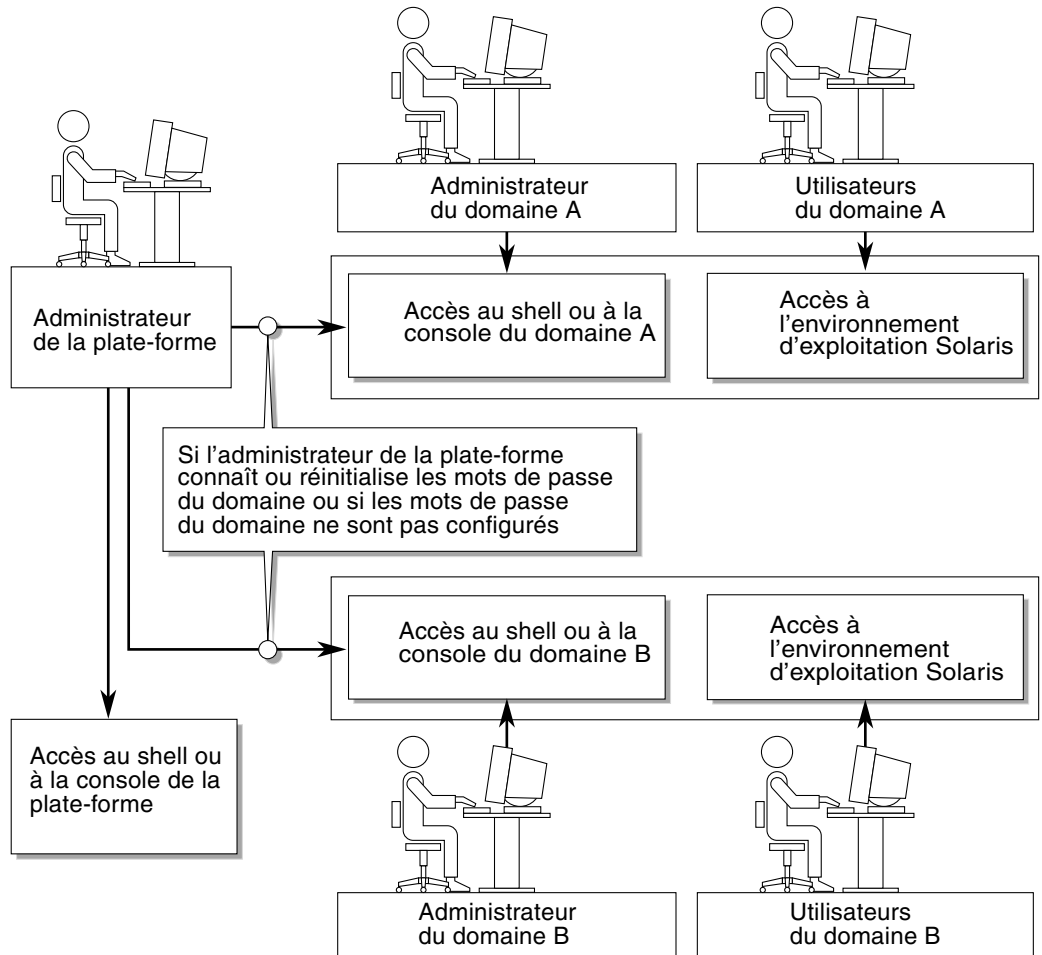 Administrateur
du domaine A
Utilisateurs
du domaine A
Administrateur
de la plate-forme
Accès au shell ou à la
console du domaine A
Accès à
l'environnement
d'exploitation Solaris
Si l'administrateur de la plate-forme
connaît ou réinitialise les mots de passe
du domaine ou si les mots de passe
du domaine ne sont pas configurés
Accès au shell ou à la
console du domaine B
Accès à
l'environnement
d'exploitation Solaris
Accès au shell ou
à la console de la
plate-forme
Administrateur
du domaine B
Utilisateurs
du domaine B